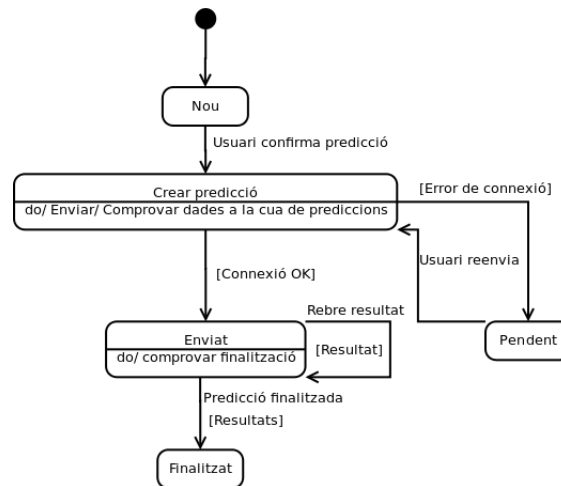 Nou
Usuari confirma predicció
Crear predicció
do/ Enviar/ Comprovar dades a la cua de prediccions
[Error de connexió]
Usuari reenvia
[Connexió OK]
Rebre resultat
Enviat
do/ comprovar finalització
[Resultat]
Pendent
Predicció finalitzada
[Resultats]
Finalitzat